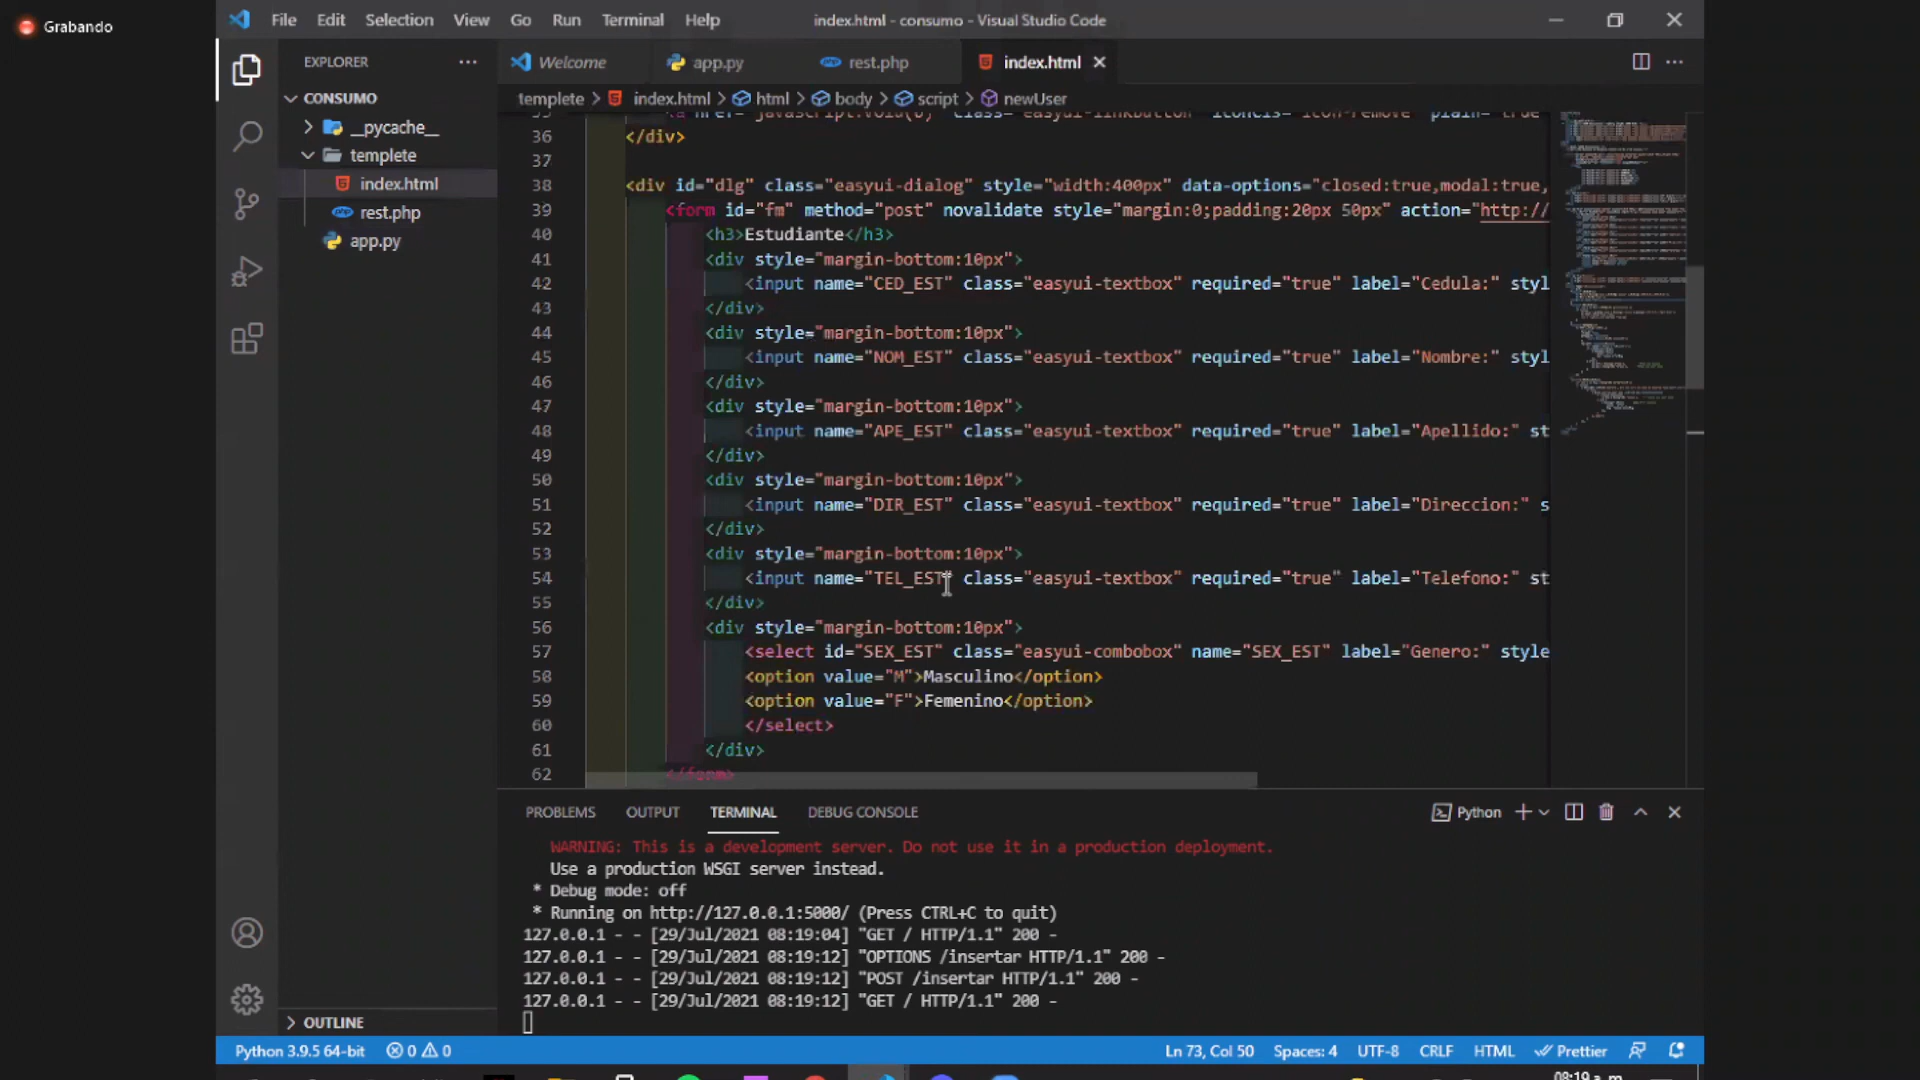 Grabando
File Edit Selection View Go Run Terminal Help
index.html - consumo - Visual Studio Code
EXPLORER
Welcome
app.py
rest.php
index.html
CONSUMO
__pycache__
templete
index.html
rest.php
app.py
OUTLINE
templete > index.html > html > body > script > newUser
36 </div>
37
38 <div id="dlg" class="easyui-dialog" style="width:400px" data-options="closed:true,modal:true,
39 <form id="fm" method="post" novalidate style="margin:0;padding:20px 50px" action="http://
40 <h3>Estudiante</h3>
41 <div style="margin-bottom:10px">
42 <input name="CED_EST" class="easyui-textbox" required="true" label="Cedula:" styl
43 </div>
44 <div style="margin-bottom:10px">
45 <input name="NOM_EST" class="easyui-textbox" required="true" label="Nombre:" styl
46 </div>
47 <div style="margin-bottom:10px">
48 <input name="APE_EST" class="easyui-textbox" required="true" label="Apellido:" st
49 </div>
50 <div style="margin-bottom:10px">
51 <input name="DIR_EST" class="easyui-textbox" required="true" label="Direccion:" s
52 </div>
53 <div style="margin-bottom:10px">
54 <input name="TEL_EST" class="easyui-textbox" required="true" label="Telefono:" st
55 </div>
56 <div style="margin-bottom:10px">
57 <select id="SEX_EST" class="easyui-combobox" name="SEX_EST" label="Genero:" style
58 <option value="M">Masculino</option>
59 <option value="F">Femenino</option>
60 </select>
61 </div>
62 </form>
PROBLEMS OUTPUT TERMINAL DEBUG CONSOLE
Python
WARNING: This is a development server. Do not use it in a production deployment.
Use a production WSGI server instead.
* Debug mode: off
* Running on http://127.0.0.1:5000/ (Press CTRL+C to quit)
127.0.0.1 - - [29/Jul/2021 08:19:04] "GET / HTTP/1.1" 200 -
127.0.0.1 - - [29/Jul/2021 08:19:12] "OPTIONS /insertar HTTP/1.1" 200 -
127.0.0.1 - - [29/Jul/2021 08:19:12] "POST /insertar HTTP/1.1" 200 -
127.0.0.1 - - [29/Jul/2021 08:19:12] "GET / HTTP/1.1" 200 -
Python 3.9.5 64-bit
0 0
Ln 73, Col 50
Spaces: 4
UTF-8
CRLF
HTML
Prettier